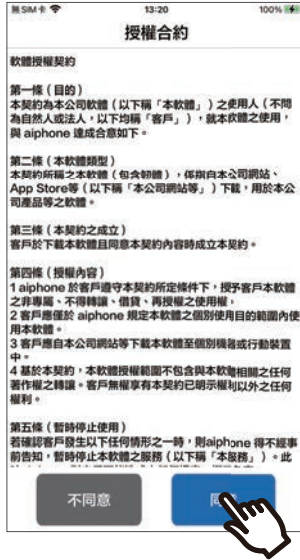 無SIM卡 13:20 100%
授權合約
軟體授權契約
第一條（目的）
本契約為本公司軟體（以下稱「本軟體」）之使用人（不問
為自然人或法人，以下均稱「客戶」），就本軟體之使用，
與 aiphone 達成合意如下。
第二條（本軟體類型）
本契約所稱之本軟體（包含韌體），係指自本公司網站、
App Store等（以下稱「本公司網站等」）下載，用於本公
司產品等之軟體。
第三條（本契約之成立）
客戶於下載本軟體且同意本契約內容時成立本契約。
第四條（授權內容）
1 aiphone 於客戶遵守本契約所定條件下，授予客戶本軟體
之非專屬、不得轉讓、借貸、再授權之使用權，
2 客戶應僅於 aiphone 規定本軟體之個別使用目的範圍內使
用本軟體。
3 客戶應自本公司網站等下載本軟體至個別機器或行動裝置
中。
4 基於本契約，本軟體授權範圍不包含與本軟體相關之任何
著作權之轉讓。客戶無權享有本契約已明示權利以外之任何
權利。
第五條（暫時停止使用）
若確認客戶發生以下任何情形之一時，則aiphone 得不經事
前告知，暫時停止本軟體之服務（以下稱「本服務」）。此
不同意
同